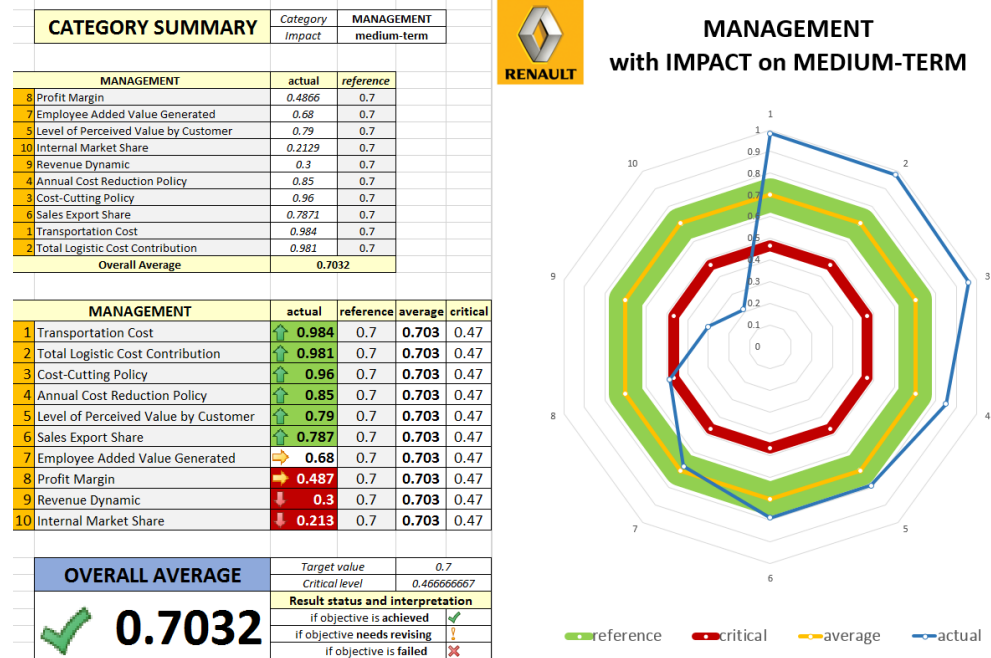 CATEGORY SUMMARY
Category MANAGEMENT
Impact medium-term
MANAGEMENT actual reference
8 Profit Margin 0.4866 0.7
7 Employee Added Value Generated 0.68 0.7
5 Level of Perceived Value by Customer 0.79 0.7
10 Internal Market Share 0.2129 0.7
9 Revenue Dynamic 0.3 0.7
4 Annual Cost Reduction Policy 0.85 0.7
3 Cost-Cutting Policy 0.96 0.7
6 Sales Export Share 0.7871 0.7
1 Transportation Cost 0.984 0.7
2 Total Logistic Cost Contribution 0.981 0.7
Overall Average 0.7032
MANAGEMENT actual reference average critical
1 Transportation Cost 0.984 0.7 0.703 0.47
2 Total Logistic Cost Contribution 0.981 0.7 0.703 0.47
3 Cost-Cutting Policy 0.96 0.7 0.703 0.47
4 Annual Cost Reduction Policy 0.85 0.7 0.703 0.47
5 Level of Perceived Value by Customer 0.79 0.7 0.703 0.47
6 Sales Export Share 0.787 0.7 0.703 0.47
7 Employee Added Value Generated 0.68 0.7 0.703 0.47
8 Profit Margin 0.487 0.7 0.703 0.47
9 Revenue Dynamic 0.3 0.7 0.703 0.47
10 Internal Market Share 0.213 0.7 0.703 0.47
OVERALL AVERAGE
Target value 0.7
Critical level 0.466666667
Result status and interpretation
0.7032
if objective is achieved
if objective needs revising
if objective is failed
RENAULT
MANAGEMENT
with IMPACT on MEDIUM-TERM
1
2
3
4
5
6
7
8
9
10
1
0.9
0.8
0.7
0.6
0.5
0.4
0.3
0.2
0.1
0
reference critical average actual